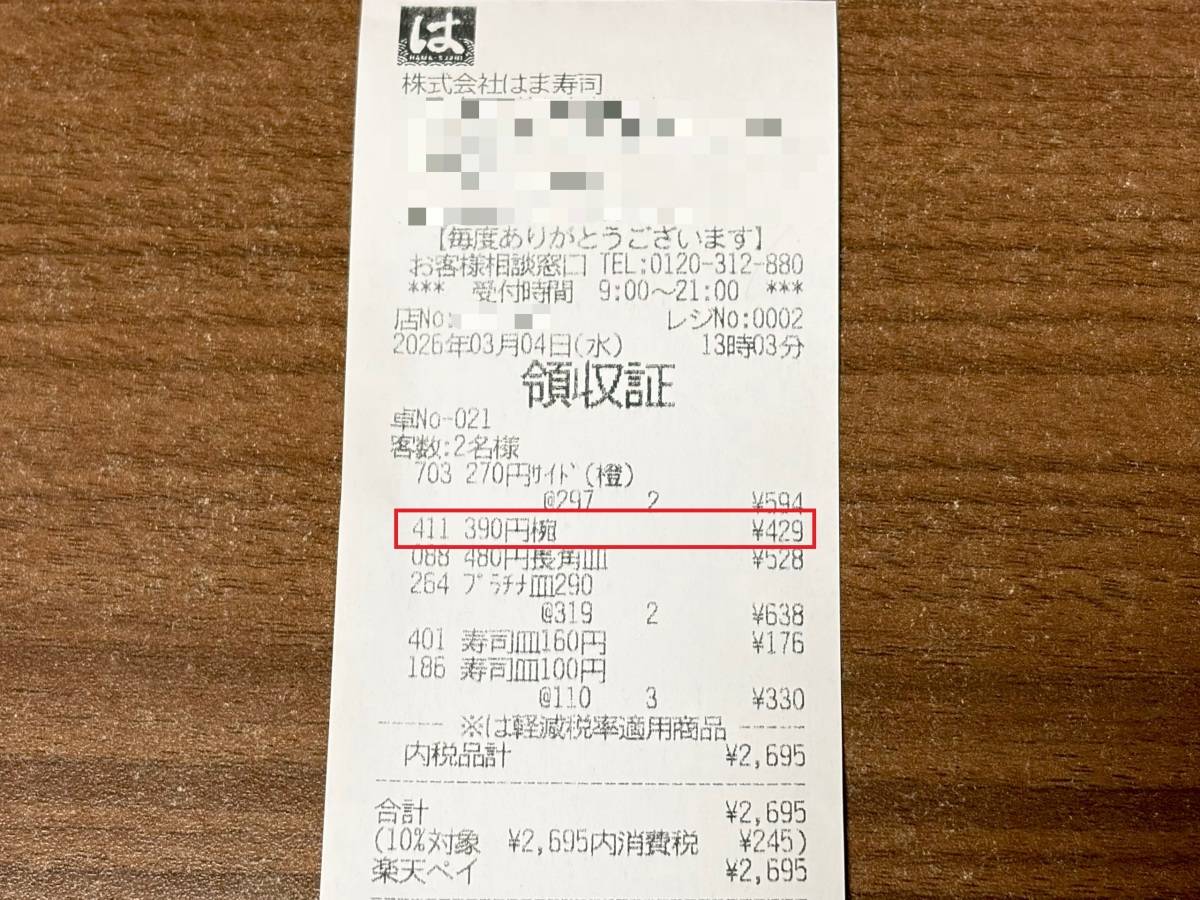 は
HAMA-SUSHI
株式会社はま寿司
【毎度ありがとうございます】
お客様相談窓口 TEL:0120-312-880
*** 受付時間 9:00～21:00 ***
店No: レジNo:0002
2026年03月04日(水) 13時03分
領収証
卓No-021
客数:2名様
703 270円ｻｲﾄﾞ(橙)
@297 2 ¥594
411 390円椀 ¥429
088 480円長角皿 ¥528
264 ﾌﾟﾗﾁﾅ皿290
@319 2 ¥638
401 寿司皿160円 ¥176
186 寿司皿100円
@110 3 ¥330
※は軽減税率適用商品
内税品計 ¥2,695
合計 ¥2,695
(10%対象 ¥2,695内消費税 ¥245)
楽天ペイ ¥2,695